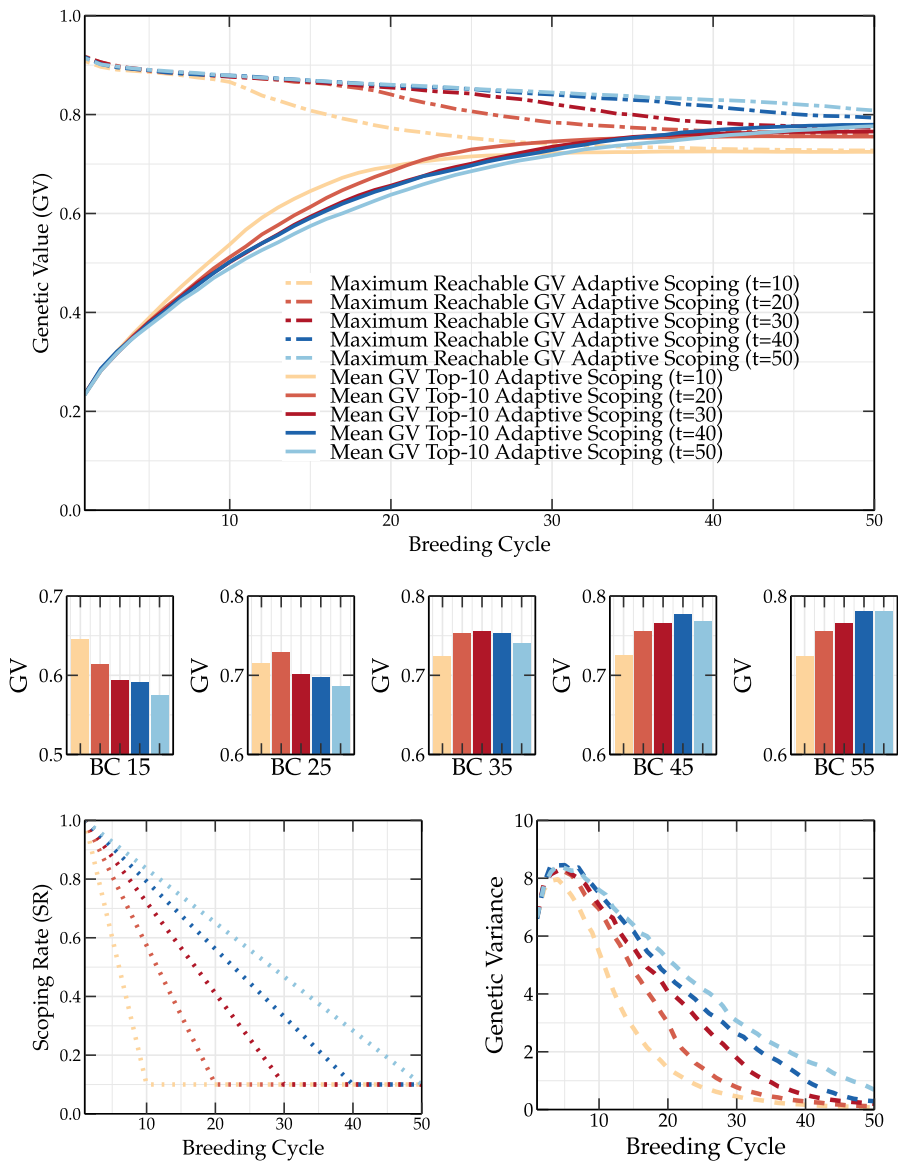 1.0
0.8
0.6
0.4
0.2
0.0
Genetic Value (GV)
Maximum Reachable GV Adaptive Scoping (t=10)
Maximum Reachable GV Adaptive Scoping (t=20)
Maximum Reachable GV Adaptive Scoping (t=30)
Maximum Reachable GV Adaptive Scoping (t=40)
Maximum Reachable GV Adaptive Scoping (t=50)
Mean GV Top-10 Adaptive Scoping (t=10)
Mean GV Top-10 Adaptive Scoping (t=20)
Mean GV Top-10 Adaptive Scoping (t=30)
Mean GV Top-10 Adaptive Scoping (t=40)
Mean GV Top-10 Adaptive Scoping (t=50)
10 20 30 40 50
Breeding Cycle
0.7
0.6
0.5
GV
BC 15
0.8
0.7
0.6
GV
BC 25
0.8
0.7
0.6
GV
BC 35
0.8
0.7
0.6
GV
BC 45
0.8
0.7
0.6
GV
BC 55
1.0
0.8
0.6
0.4
0.2
0.0
Scoping Rate (SR)
10 20 30 40 50
Breeding Cycle
10
8
6
4
2
0
Genetic Variance
10 20 30 40 50
Breeding Cycle